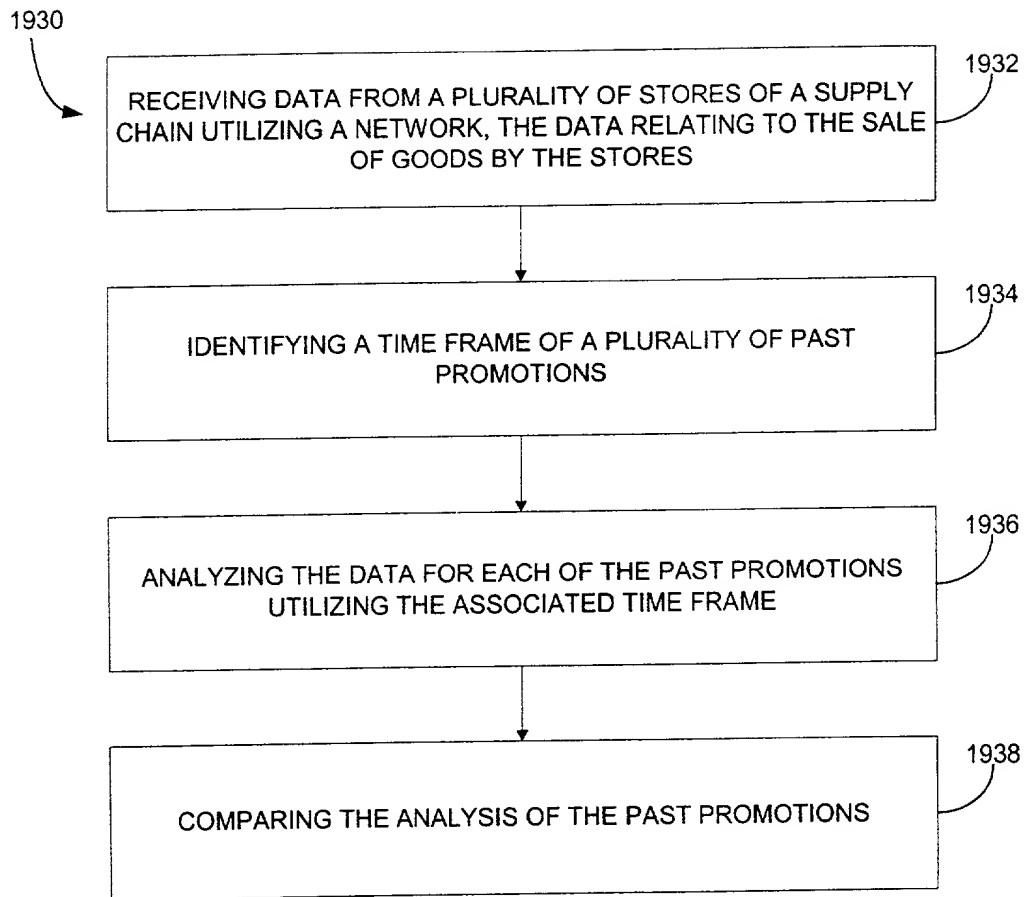 1930
1932
RECEIVING DATA FROM A PLURALITY OF STORES OF A SUPPLY
CHAIN UTILIZING A NETWORK, THE DATA RELATING TO THE SALE
OF GOODS BY THE STORES
1934
IDENTIFYING A TIME FRAME OF A PLURALITY OF PAST
PROMOTIONS
1936
ANALYZING THE DATA FOR EACH OF THE PAST PROMOTIONS
UTILIZING THE ASSOCIATED TIME FRAME
1938
COMPARING THE ANALYSIS OF THE PAST PROMOTIONS